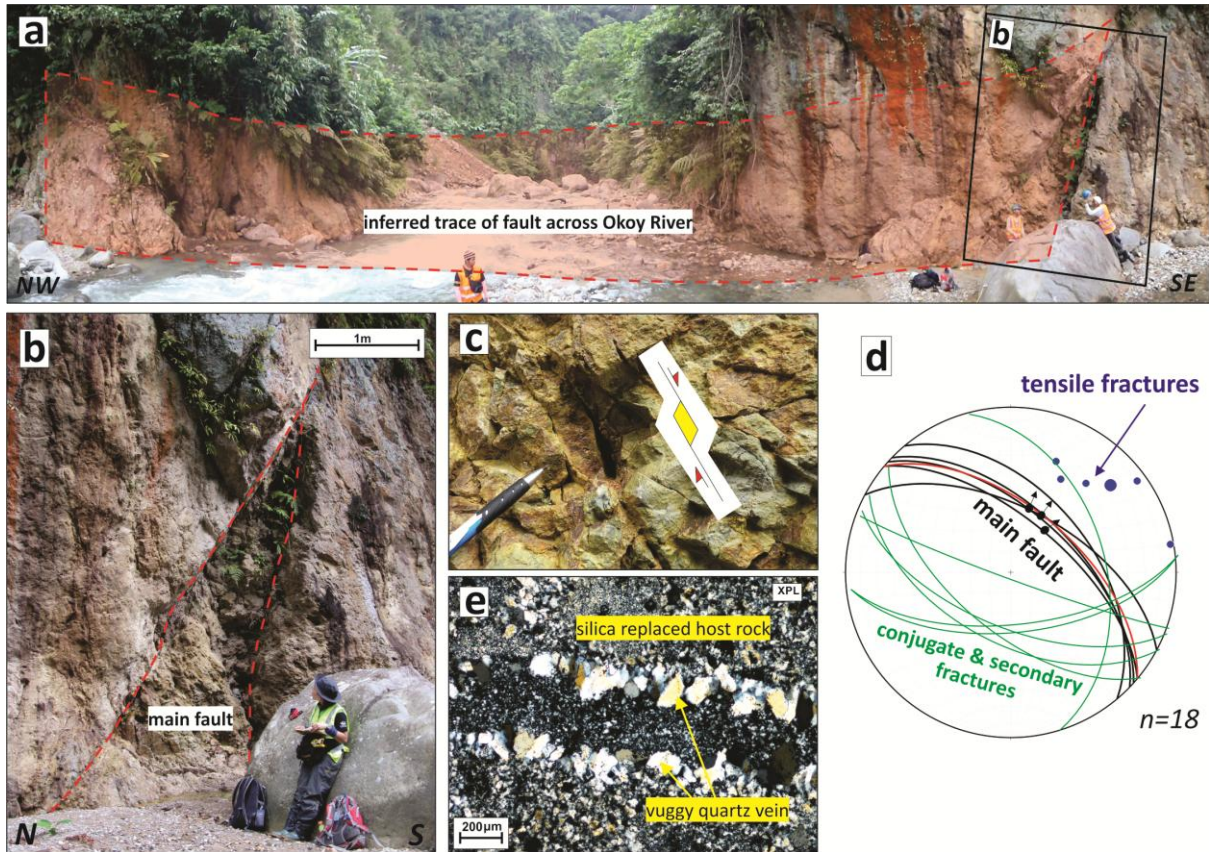 a
b
inferred trace of fault across Okoy River
NW
SE
b
1m
main fault
N
S
c
d
tensile fractures
main fault
conjugate & secondary
fractures
n=18
e
XPL
silica replaced host rock
vuggy quartz vein
200µm